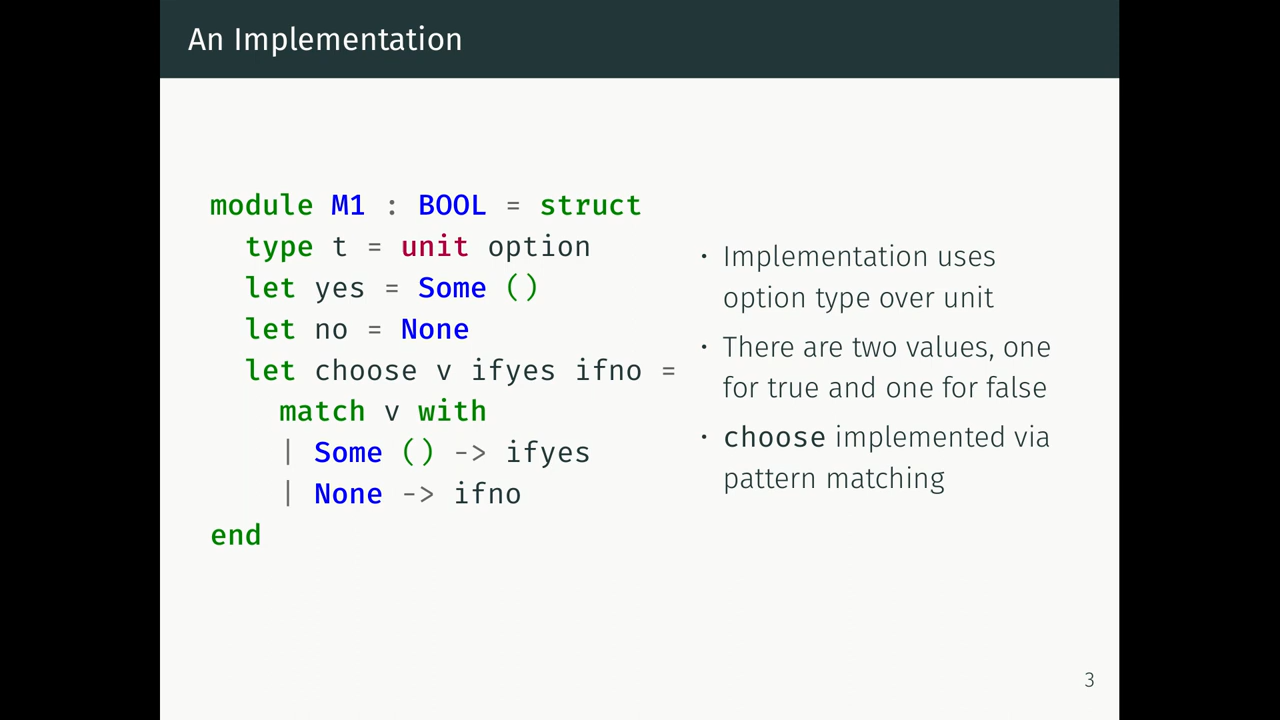 An Implementation
module M1 : BOOL = struct
  type t = unit option
  let yes = Some ()
  let no = None
  let choose v ifyes ifno =
    match v with
    | Some () -> ifyes
    | None -> ifno
end
· Implementation uses
option type over unit
· There are two values, one
for true and one for false
· choose implemented via
pattern matching
3